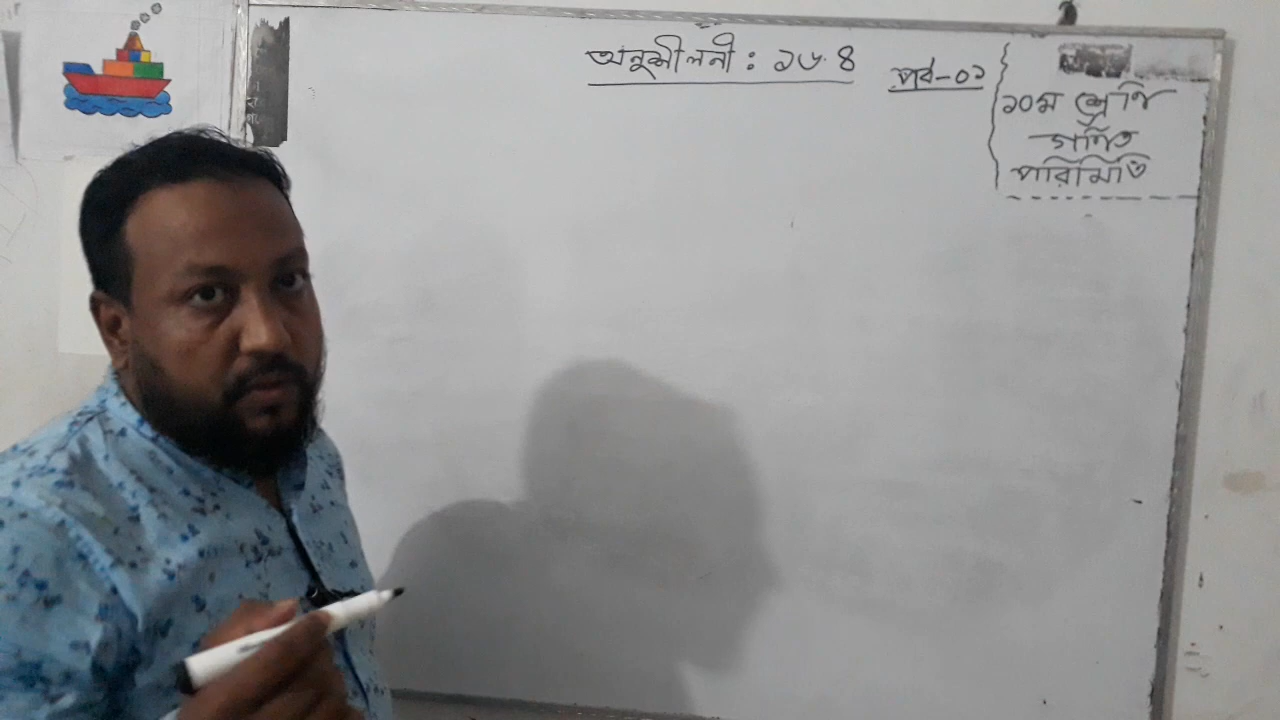 অনুশীলনী : ১৬.৪
পর্ব-০১
১০ম শ্রেণি
গণিত
পরিমিতি